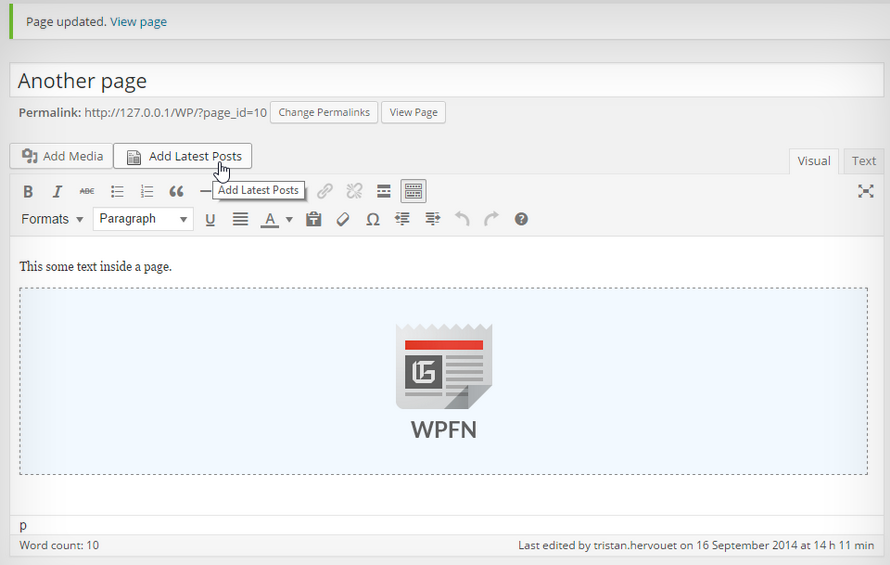 Page updated. View page
Another page
Permalink: http://127.0.0.1/WP/?page_id=10 Change Permalinks View Page
Add Media Add Latest Posts Visual Text
B I ABC Add Latest Posts
Formats Paragraph U A Ω ?
This some text inside a page.
G
WPFN
p
Word count: 10 Last edited by tristan.hervouet on 16 September 2014 at 14 h 11 min